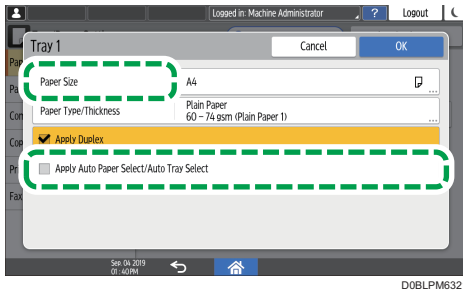 Logged in: Machine Administrator
?
Logout
Tray 1
Cancel
OK
Paper Size
A4
Paper Type/Thickness
Plain Paper
60 – 74 gsm (Plain Paper 1)
Apply Duplex
Apply Auto Paper Select/Auto Tray Select
Fax
Sep. 04 2019
01:40PM
D0BLPM632